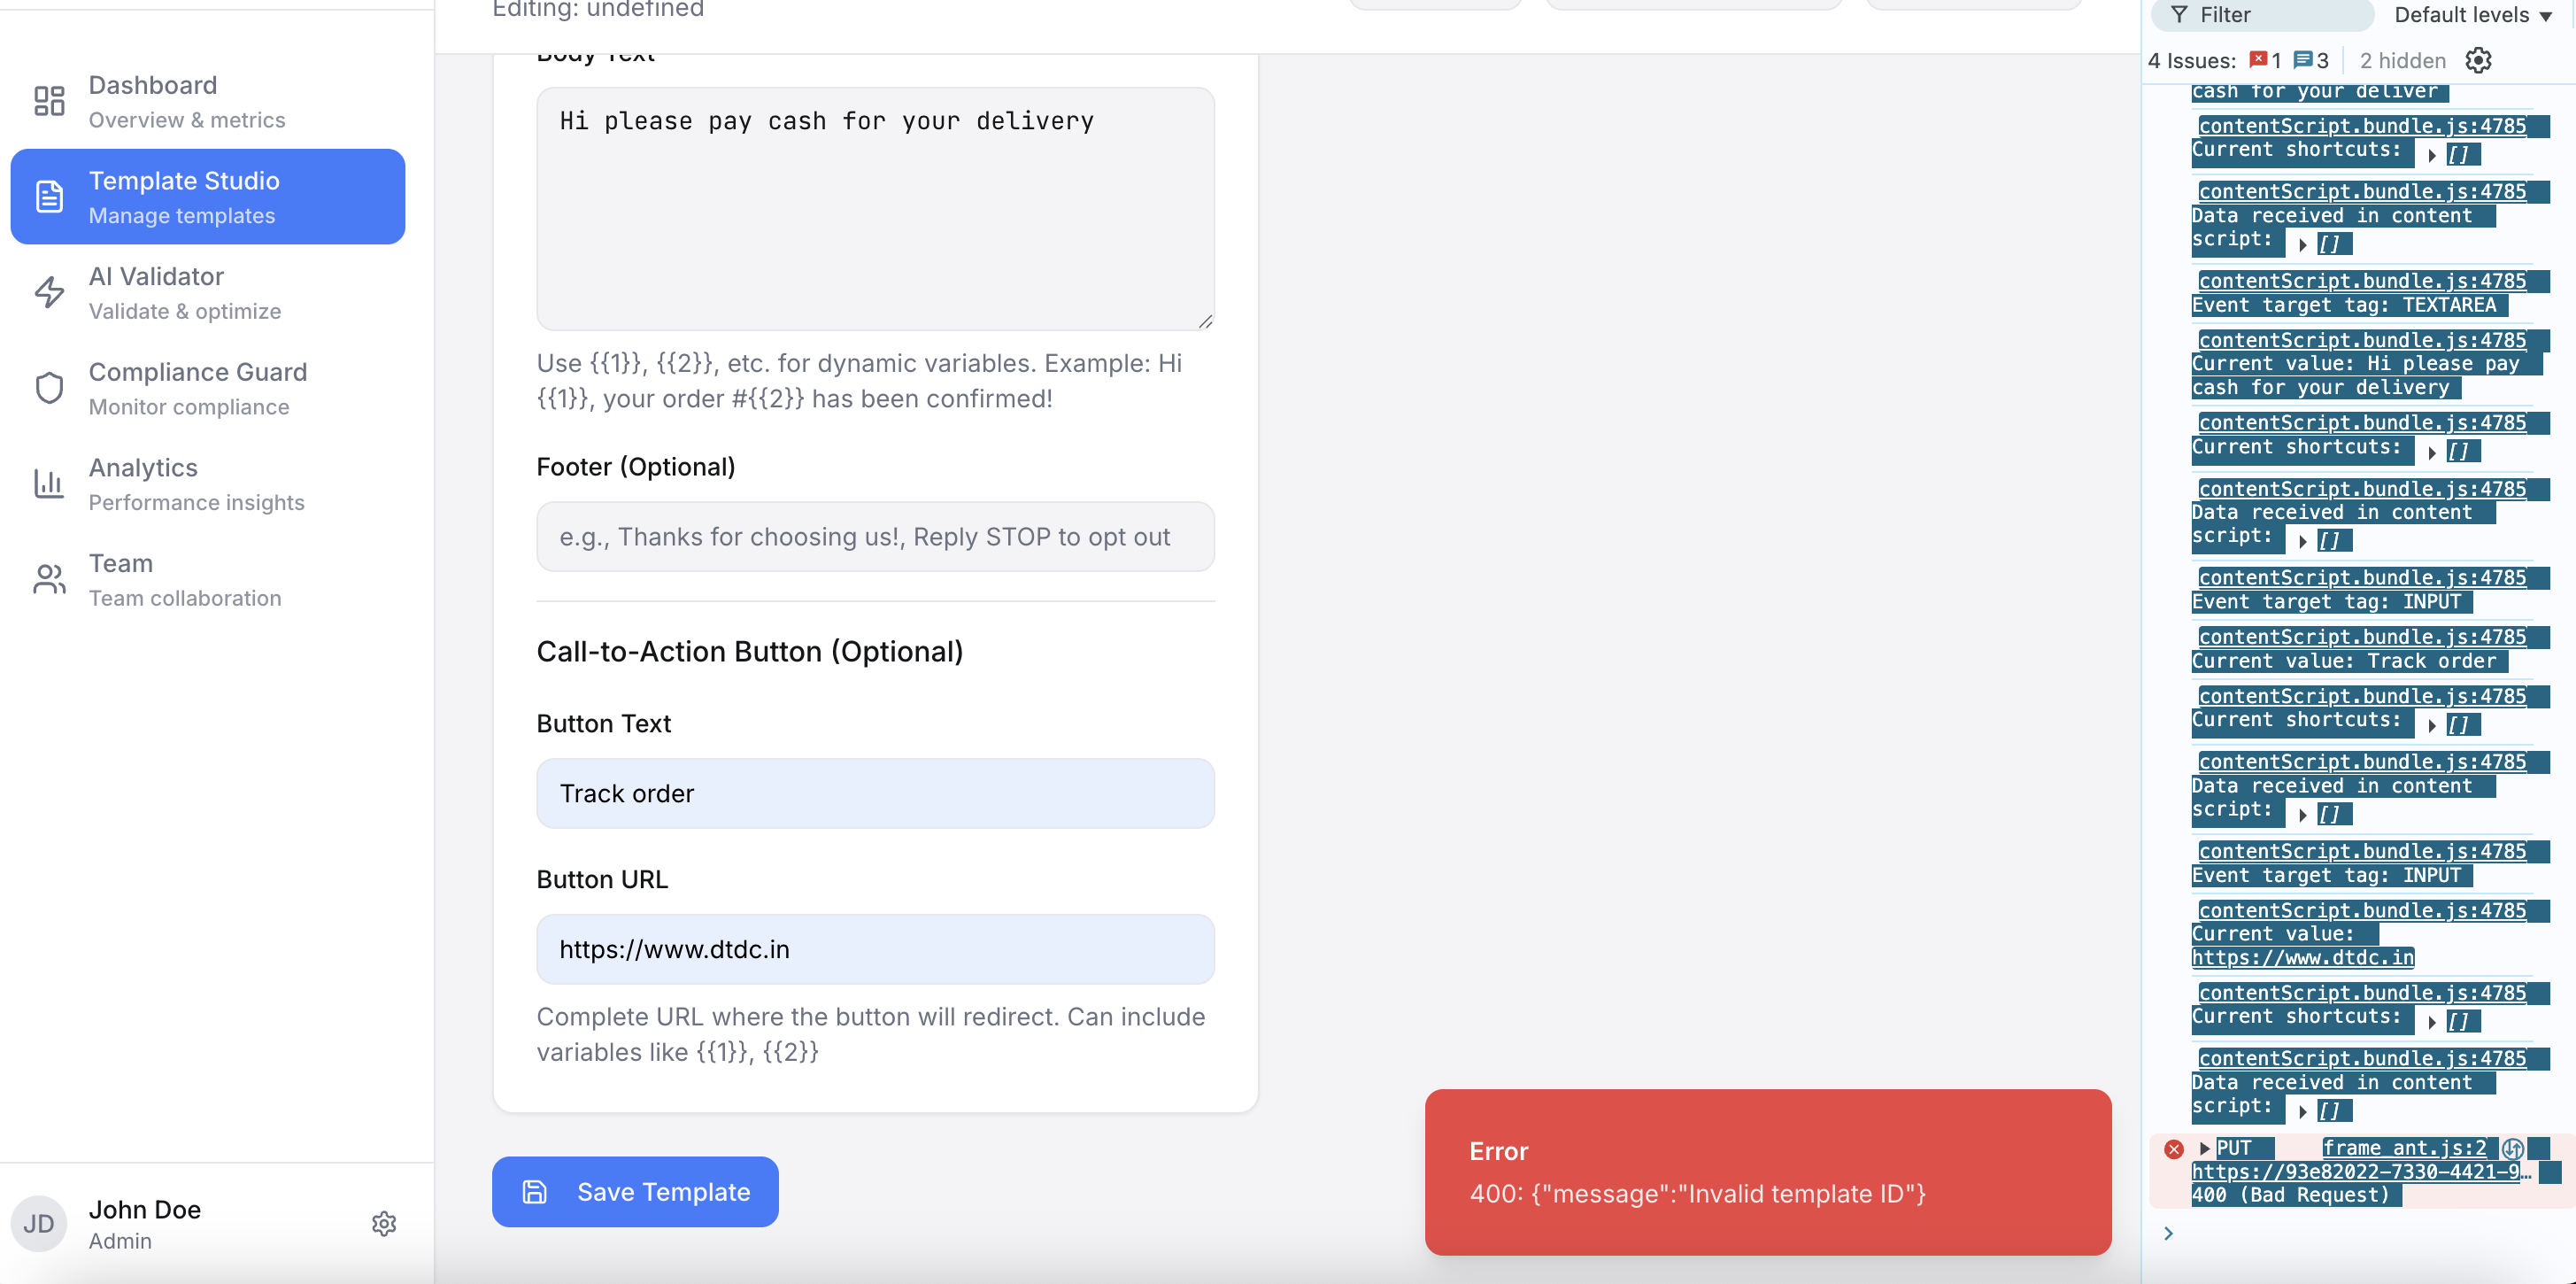 Dashboard
Overview & metrics
Template Studio
Manage templates
AI Validator
Validate & optimize
Compliance Guard
Monitor compliance
Analytics
Performance insights
Team
Team collaboration
JD
John Doe
Admin
Editing: undefined
Body Text
Hi please pay cash for your delivery
Use {{1}}, {{2}}, etc. for dynamic variables. Example: Hi
{{1}}, your order #{{2}} has been confirmed!
Footer (Optional)
e.g., Thanks for choosing us!, Reply STOP to opt out
Call-to-Action Button (Optional)
Button Text
Track order
Button URL
https://www.dtdc.in
Complete URL where the button will redirect. Can include
variables like {{1}}, {{2}}
Save Template
Error
400: {"message":"Invalid template ID"}
Filter
Default levels
4 Issues: 1 3 2 hidden
cash for your deliver
contentScript.bundle.js:4785
Current shortcuts: []
contentScript.bundle.js:4785
Data received in content
script: []
contentScript.bundle.js:4785
Event target tag: TEXTAREA
contentScript.bundle.js:4785
Current value: Hi please pay
cash for your delivery
contentScript.bundle.js:4785
Current shortcuts: []
contentScript.bundle.js:4785
Data received in content
script: []
contentScript.bundle.js:4785
Event target tag: INPUT
contentScript.bundle.js:4785
Current value: Track order
contentScript.bundle.js:4785
Current shortcuts: []
contentScript.bundle.js:4785
Data received in content
script: []
contentScript.bundle.js:4785
Event target tag: INPUT
contentScript.bundle.js:4785
Current value:
https://www.dtdc.in
contentScript.bundle.js:4785
Current shortcuts: []
contentScript.bundle.js:4785
Data received in content
script: []
PUT frame_ant.js:2
https://93e82022-7330-4421-9…
400 (Bad Request)